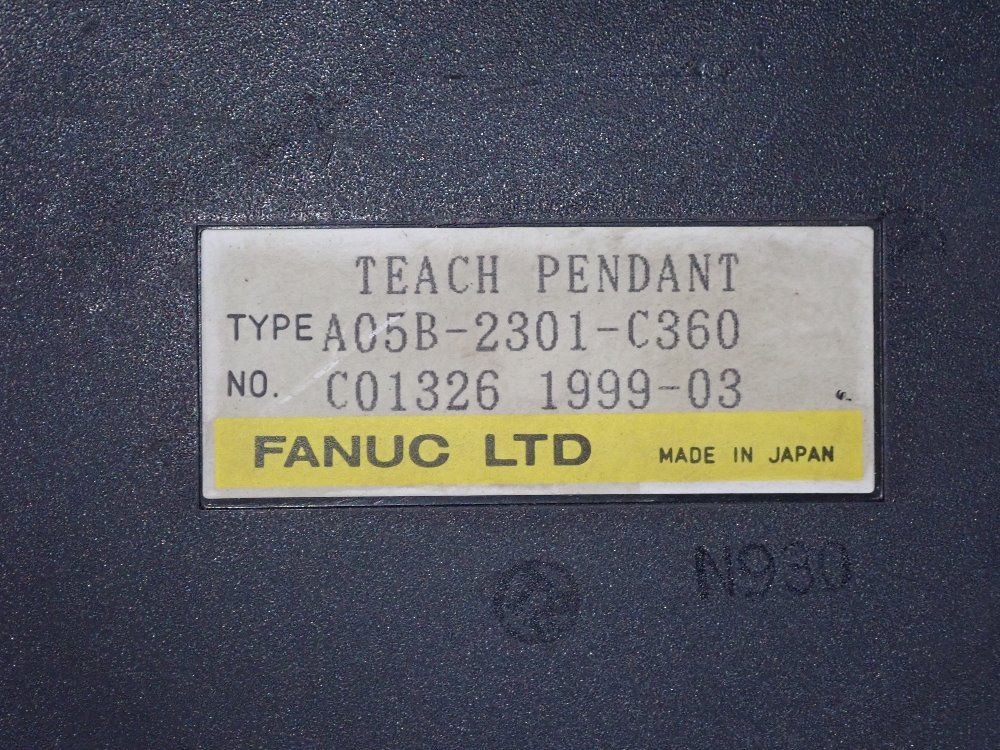 TEACH PENDANT
TYPE A05B-2301-C360
NO. C01326 1999-03
FANUC LTD MADE IN JAPAN
N930